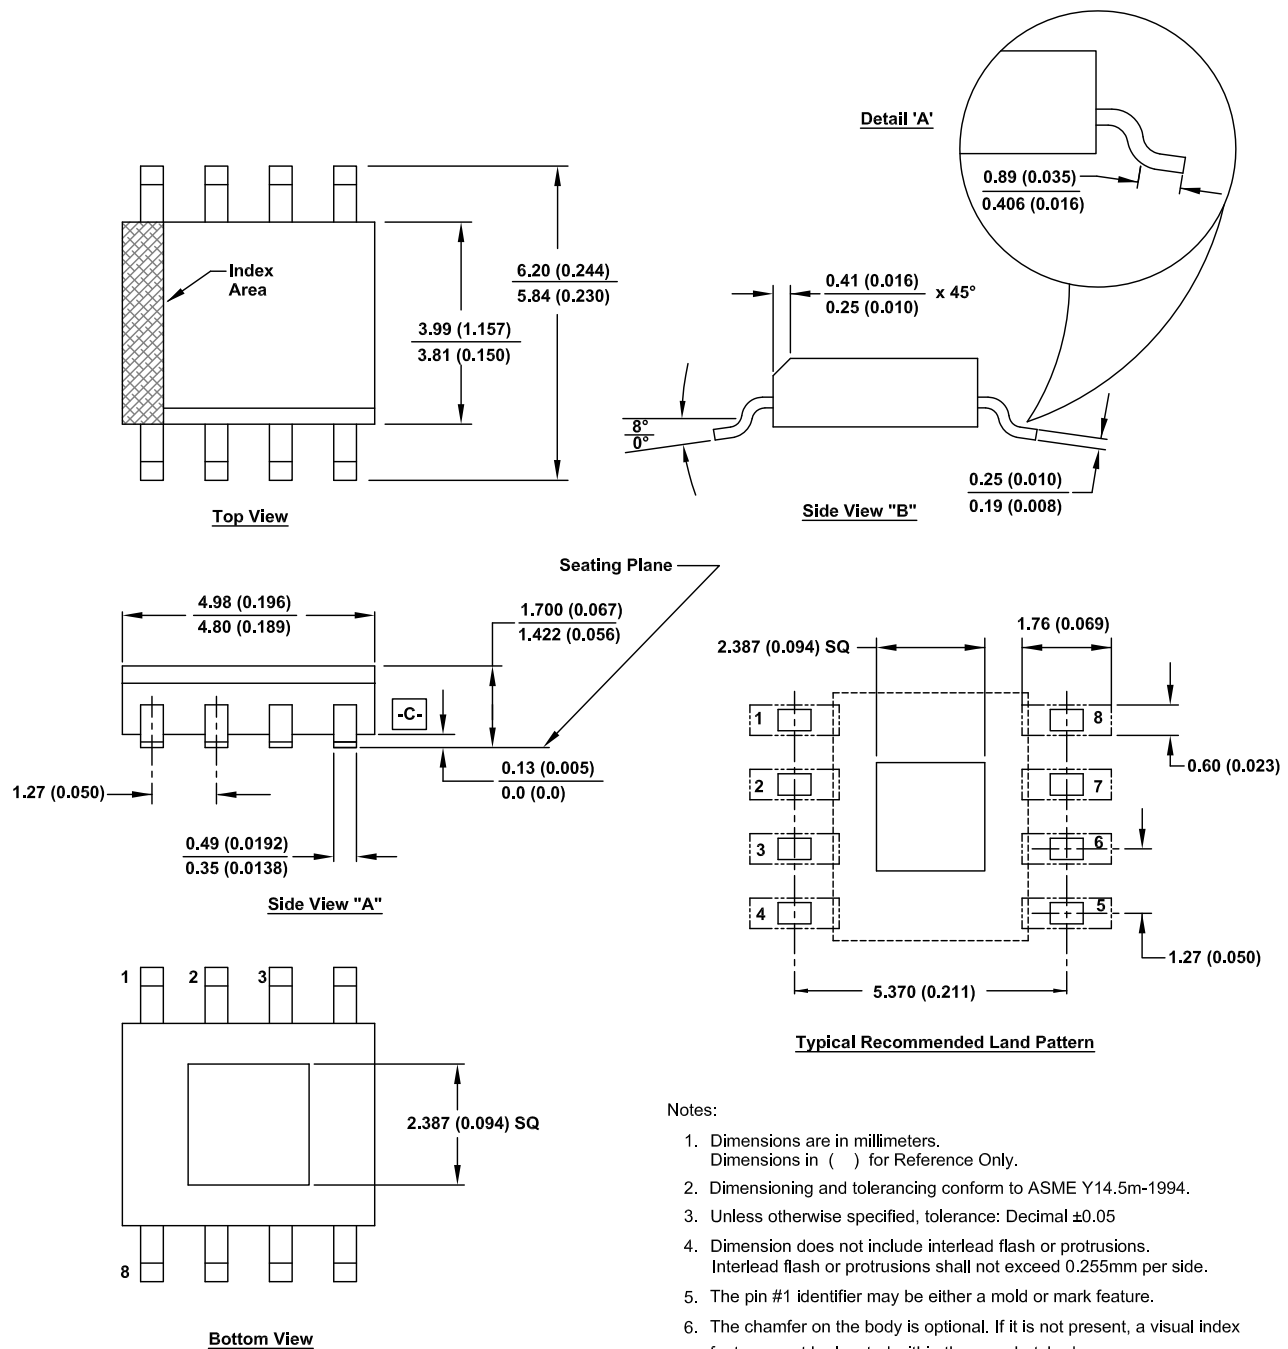 Detail 'A'
0.89 (0.035)
0.406 (0.016)
Index
Area
6.20 (0.244)
5.84 (0.230)
3.99 (1.157)
3.81 (0.150)
0.41 (0.016)
0.25 (0.010)
x 45°
8°
0°
0.25 (0.010)
0.19 (0.008)
Top View
Side View "B"
Seating Plane
4.98 (0.196)
4.80 (0.189)
1.700 (0.067)
1.422 (0.056)
-C-
0.13 (0.005)
0.0 (0.0)
1.27 (0.050)
0.49 (0.0192)
0.35 (0.0138)
Side View "A"
2.387 (0.094) SQ
1.76 (0.069)
1
8
0.60 (0.023)
2
7
3
6
4
5
1.27 (0.050)
5.370 (0.211)
Typical Recommended Land Pattern
1
2
3
2.387 (0.094) SQ
8
Bottom View
Notes:
1. Dimensions are in millimeters.
Dimensions in ( ) for Reference Only.
2. Dimensioning and tolerancing conform to ASME Y14.5m-1994.
3. Unless otherwise specified, tolerance: Decimal ±0.05
4. Dimension does not include interlead flash or protrusions.
Interlead flash or protrusions shall not exceed 0.255mm per side.
5. The pin #1 identifier may be either a mold or mark feature.
6. The chamfer on the body is optional. If it is not present, a visual index